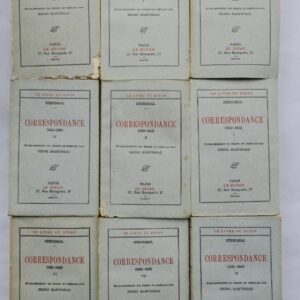 ÉTABLISSEMENT DU TEXTE ET PRÉFACE PAR
HENRI MARTINEAU
PARIS
LE DIVAN
37, Rue Bonaparte, 37
ÉTABLISSEMENT DU TEXTE ET PRÉFACE PAR
HENRI MARTINEAU
PARIS
LE DIVAN
37, Rue Bonaparte, 37
ÉTABLISSEMENT DU TEXTE ET PRÉFACE PAR
HENRI MARTINEAU
PARIS
LE DIVAN
37, Rue Bonaparte, 37
LE LIVRE DU DIVAN
STENDHAL
CORRESPONDANCE
ÉTABLISSEMENT DU TEXTE ET PRÉFACE PAR
HENRI MARTINEAU
PARIS
LE DIVAN
37, Rue Bonaparte, 37
LE LIVRE DU DIVAN
STENDHAL
CORRESPONDANCE
II
ÉTABLISSEMENT DU TEXTE ET PRÉFACE PAR
HENRI MARTINEAU
PARIS
LE DIVAN
37, Rue Bonaparte, 37
LE LIVRE DU DIVAN
STENDHAL
CORRESPONDANCE
I
ÉTABLISSEMENT DU TEXTE ET PRÉFACE PAR
HENRI MARTINEAU
PARIS
LE DIVAN
37, Rue Bonaparte, 37
LE LIVRE DU DIVAN
STENDHAL
CORRESPONDANCE
ÉTABLISSEMENT DU TEXTE ET PRÉFACE PAR
HENRI MARTINEAU
LE LIVRE DU DIVAN
STENDHAL
CORRESPONDANCE
ÉTABLISSEMENT DU TEXTE ET PRÉFACE PAR
HENRI MARTINEAU
LE LIVRE DU DIVAN
STENDHAL
CORRESPONDANCE
ÉTABLISSEMENT DU TEXTE ET PRÉFACE PAR
HENRI MARTINEAU